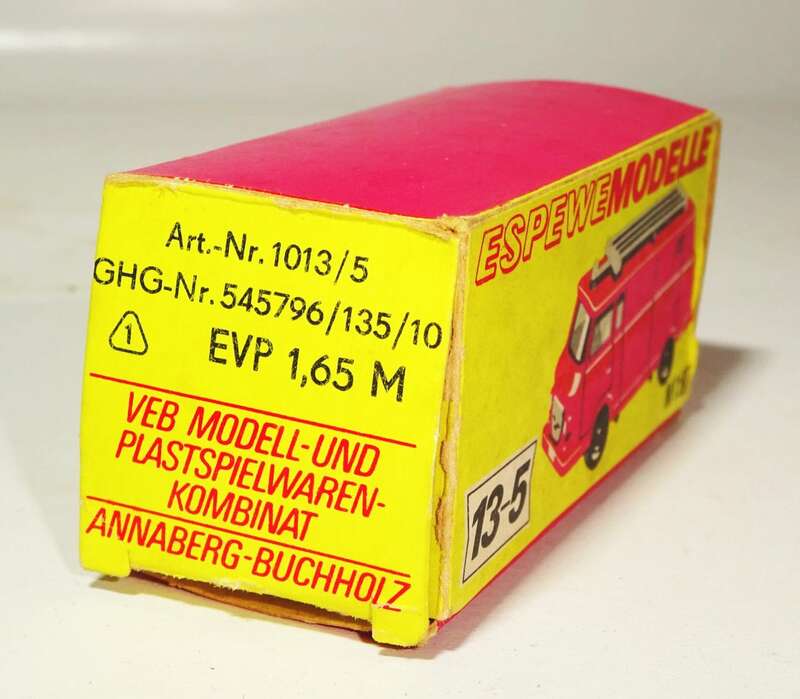 Art.-Nr. 1013/5
GHG-Nr. 545796/135/10
1
EVP 1,65 M
VEB MODELL-UND
PLASTSPIELWAREN-
KOMBINAT
ANNABERG-BUCHHOLZ
ESPEWEMODELLE
13-5